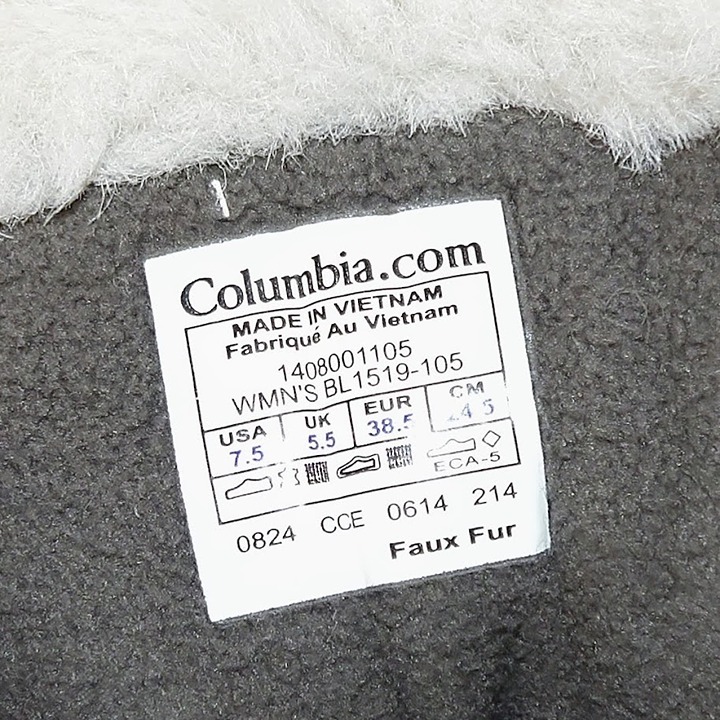 Columbia.com
MADE IN VIETNAM
Fabriqué Au Vietnam
1408001105
WMN'S BL1519-105
USA UK EUR CM
7.5 5.5 38.5 24.5
ECA-5
0824 CCE 0614 214
Faux Fur